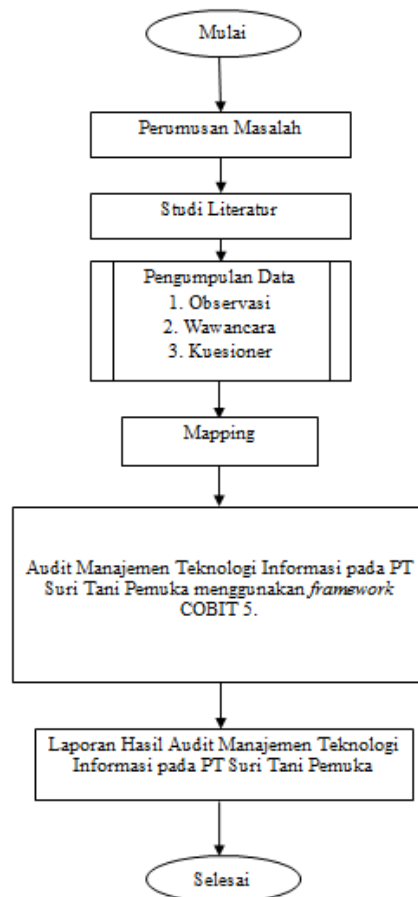 Mulai
Perumusan Masalah
Studi Literatur
Pengumpulan Data
1. Observasi
2. Wawancara
3. Kuesioner
Mapping
Audit Manajemen Teknologi Informasi pada PT
Suri Tani Pemuka menggunakan framework
COBIT 5.
Laporan Hasil Audit Manajemen Teknologi
Informasi pada PT Suri Tani Pemuka
Selesai